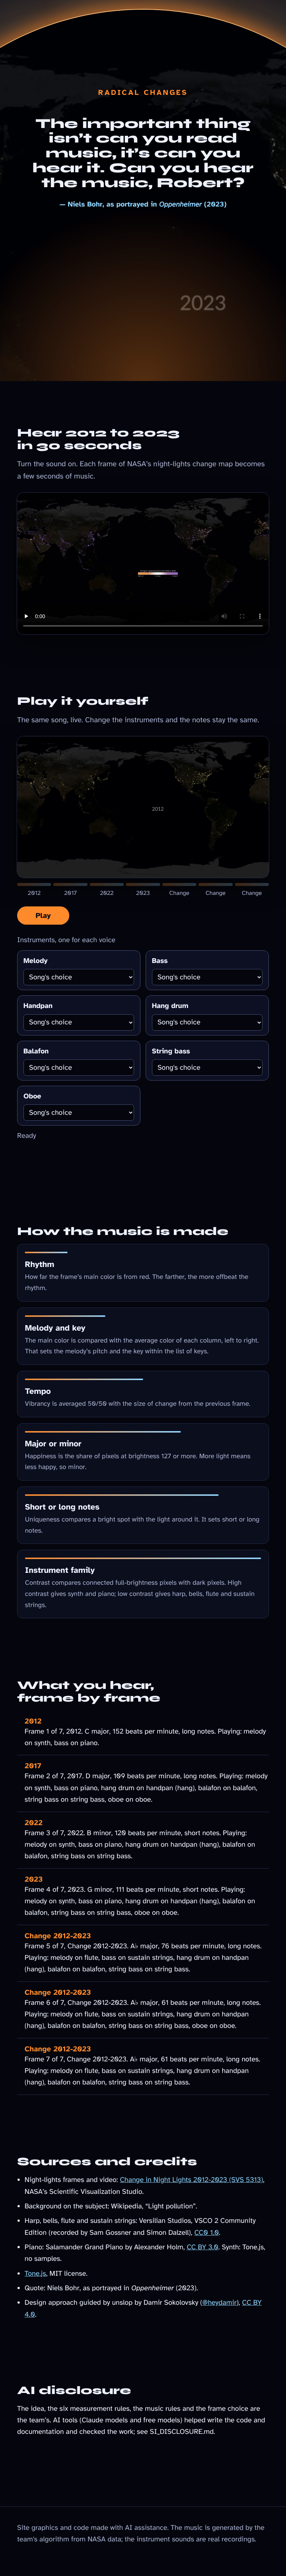 RADICAL CHANGES
The important thing
isn't can you read
music, it's can you
hear it. Can you hear
the music, Robert?
— Niels Bohr, as portrayed in Oppenheimer (2023)
2023
Hear 2012 to 2023
in 30 seconds
Turn the sound on. Each frame of NASA's night-lights change map becomes
a few seconds of music.
0:00
Play it yourself
The same song, live. Change the instruments and the notes stay the same.
2012
2012 2017 2022 2023 Change Change Change
Play
Instruments, one for each voice
Melody Bass
Song's choice Song's choice
Handpan Hang drum
Song's choice Song's choice
Balafon String bass
Song's choice Song's choice
Oboe
Song's choice
Ready
How the music is made
Rhythm
How far the frame's main color is from red. The farther, the more offbeat the
rhythm.
Melody and key
The main color is compared with the average color of each column, left to right.
That sets the melody's pitch and the key within the list of keys.
Tempo
Vibrancy is averaged 50/50 with the size of change from the previous frame.
Major or minor
Happiness is the share of pixels at brightness 127 or more. More light means
less happy, so minor.
Short or long notes
Uniqueness compares a bright spot with the light around it. It sets short or long
notes.
Instrument family
Contrast compares connected full-brightness pixels with dark pixels. High
contrast gives synth and piano; low contrast gives harp, bells, flute and sustain
strings.
What you hear,
frame by frame
2012
Frame 1 of 7, 2012. C major, 152 beats per minute, long notes. Playing: melody
on synth, bass on piano.
2017
Frame 2 of 7, 2017. D major, 109 beats per minute, long notes. Playing: melody
on synth, bass on piano, hang drum on handpan (hang), balafon on balafon,
string bass on string bass, oboe on oboe.
2022
Frame 3 of 7, 2022. B minor, 120 beats per minute, short notes. Playing:
melody on synth, bass on piano, hang drum on handpan (hang), balafon on
balafon, string bass on string bass.
2023
Frame 4 of 7, 2023. G minor, 111 beats per minute, short notes. Playing:
melody on synth, bass on piano, hang drum on handpan (hang), balafon on
balafon, string bass on string bass, oboe on oboe.
Change 2012-2023
Frame 5 of 7, Change 2012-2023. A♭ major, 76 beats per minute, long notes.
Playing: melody on flute, bass on sustain strings, hang drum on handpan
(hang), balafon on balafon, string bass on string bass.
Change 2012-2023
Frame 6 of 7, Change 2012-2023. A♭ major, 61 beats per minute, long notes.
Playing: melody on flute, bass on sustain strings, hang drum on handpan
(hang), balafon on balafon, string bass on string bass, oboe on oboe.
Change 2012-2023
Frame 7 of 7, Change 2012-2023. A♭ major, 61 beats per minute, long notes.
Playing: melody on flute, bass on sustain strings, hang drum on handpan
(hang), balafon on balafon, string bass on string bass.
Sources and credits
Night-lights frames and video: Change in Night Lights 2012-2023 (SVS 5313),
NASA's Scientific Visualization Studio.
Background on the subject: Wikipedia, “Light pollution”.
Harp, bells, flute and sustain strings: Versilian Studios, VSCO 2 Community
Edition (recorded by Sam Gossner and Simon Dalzell), CC0 1.0.
Piano: Salamander Grand Piano by Alexander Holm, CC BY 3.0. Synth: Tone.js,
no samples.
Tone.js, MIT license.
Quote: Niels Bohr, as portrayed in Oppenheimer (2023).
Design approach guided by unslop by Damir Sokolovsky (@heydamir), CC BY
4.0.
AI disclosure
The idea, the six measurement rules, the music rules and the frame choice are
the team's. AI tools (Claude models and free models) helped write the code and
documentation and checked the work; see SI_DISCLOSURE.md.
Site graphics and code made with AI assistance. The music is generated by the
team's algorithm from NASA data; the instrument sounds are real recordings.